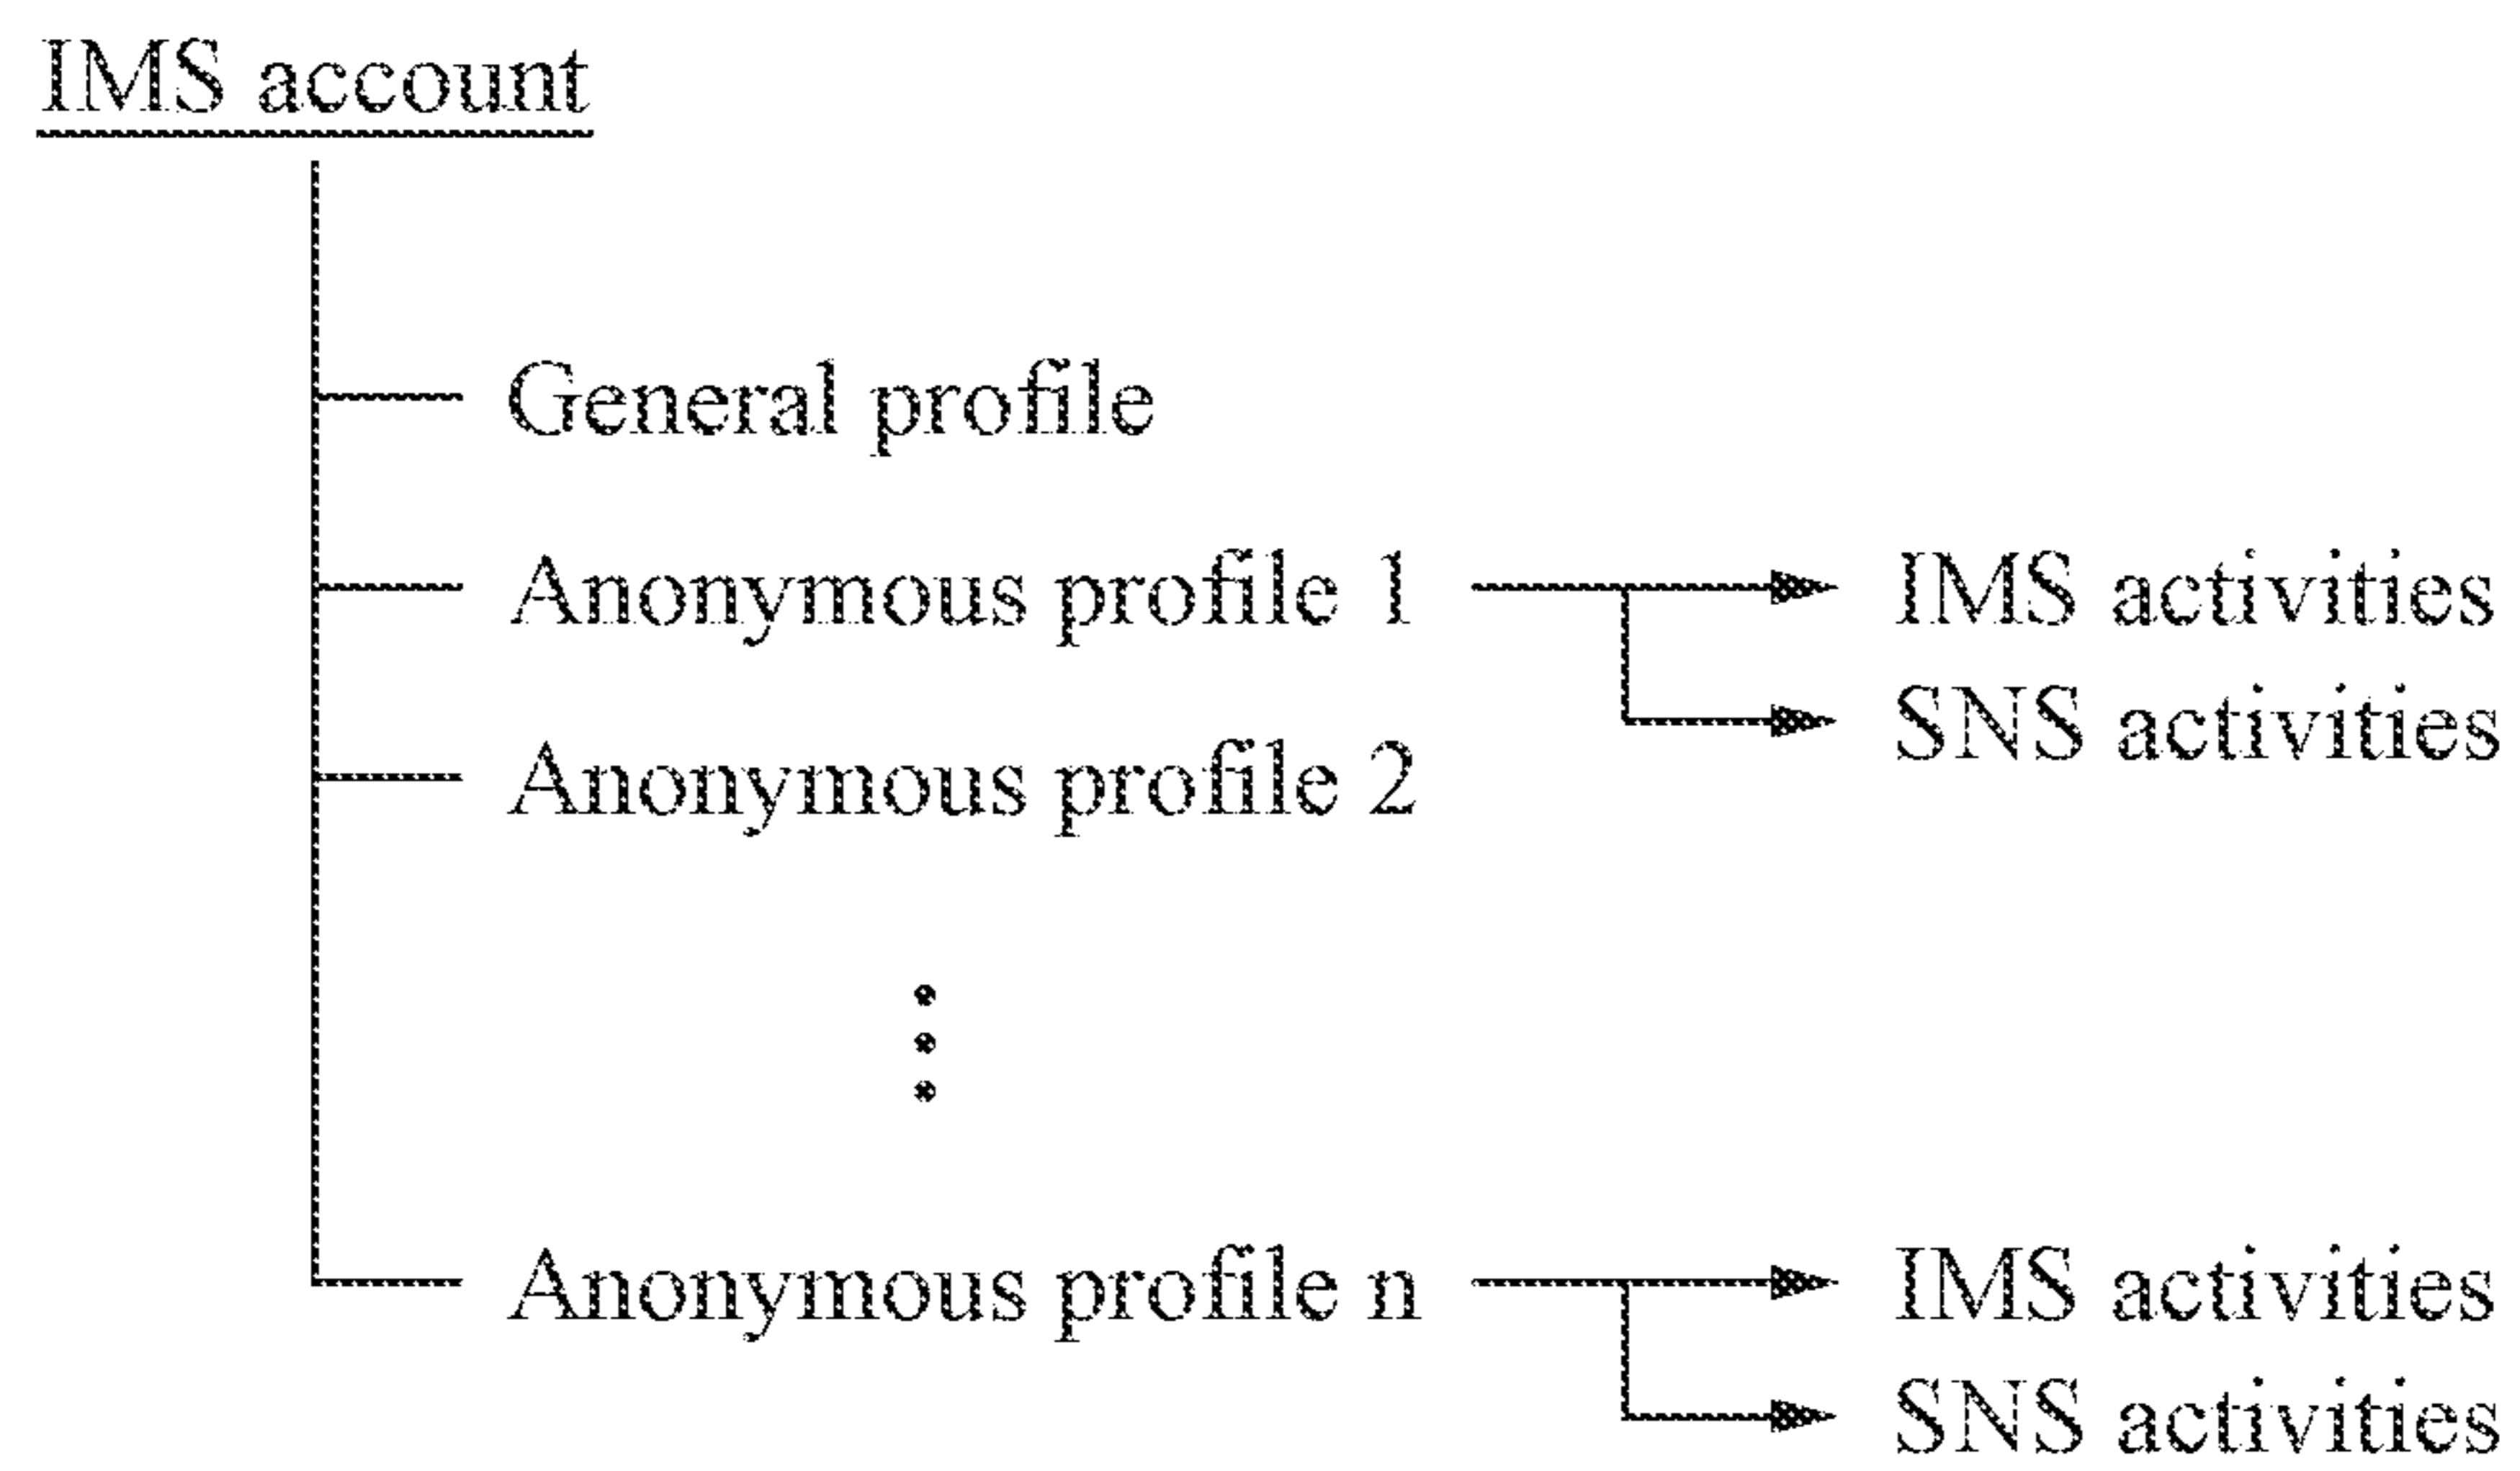 IMS account
General profile
Anonymous profile 1
IMS activities
SNS activities
Anonymous profile 2
Anonymous profile n
IMS activities
SNS activities